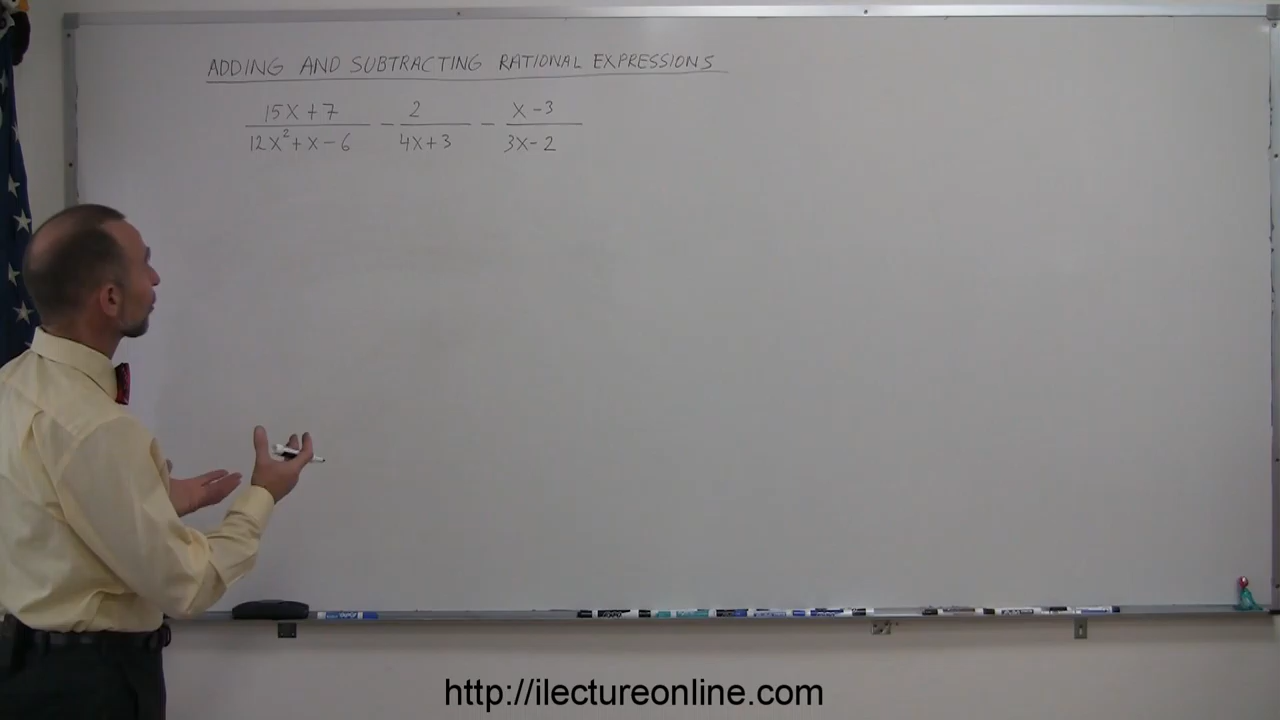 ADDING AND SUBTRACTING RATIONAL EXPRESSIONS
15X + 7 2 X - 3
12X² + X - 6 - 4X + 3 - 3X - 2
http://ilectureonline.com